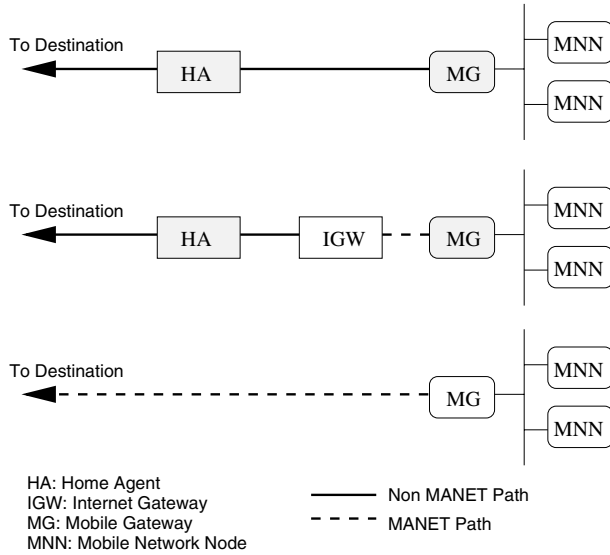 To Destination
HA
MG
MNN
MNN
To Destination
HA
IGW
MG
MNN
MNN
To Destination
MG
MNN
MNN
HA: Home Agent
IGW: Internet Gateway
MG: Mobile Gateway
MNN: Mobile Network Node
Non MANET Path
MANET Path